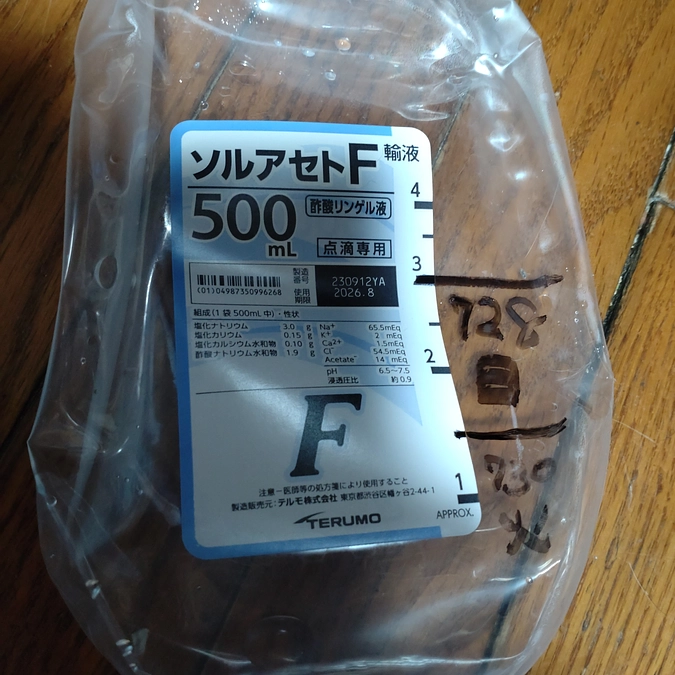 ソルアセトF 輸液
500mL
酢酸リンゲル液
点滴専用
製造番号 230912YA
使用期限 2026.8
(01)04987350996268
組成(1袋500mL中)・性状
塩化ナトリウム 3.0 g
塩化カリウム 0.15 g
塩化カルシウム水和物 0.10 g
酢酸ナトリウム水和物 1.9 g
Na⁺ 65.5mEq
K⁺ 2 mEq
Ca²⁺ 1.5mEq
Cl⁻ 54.5mEq
Acetate⁻ 14 mEq
pH 6.5~7.5
浸透圧比 約0.9
F
注意-医師等の処方箋により使用すること
製造販売元:テルモ株式会社 東京都渋谷区幡ヶ谷2-44-1
TERUMO
4
3
2
1
APPROX.
728
日
730
火